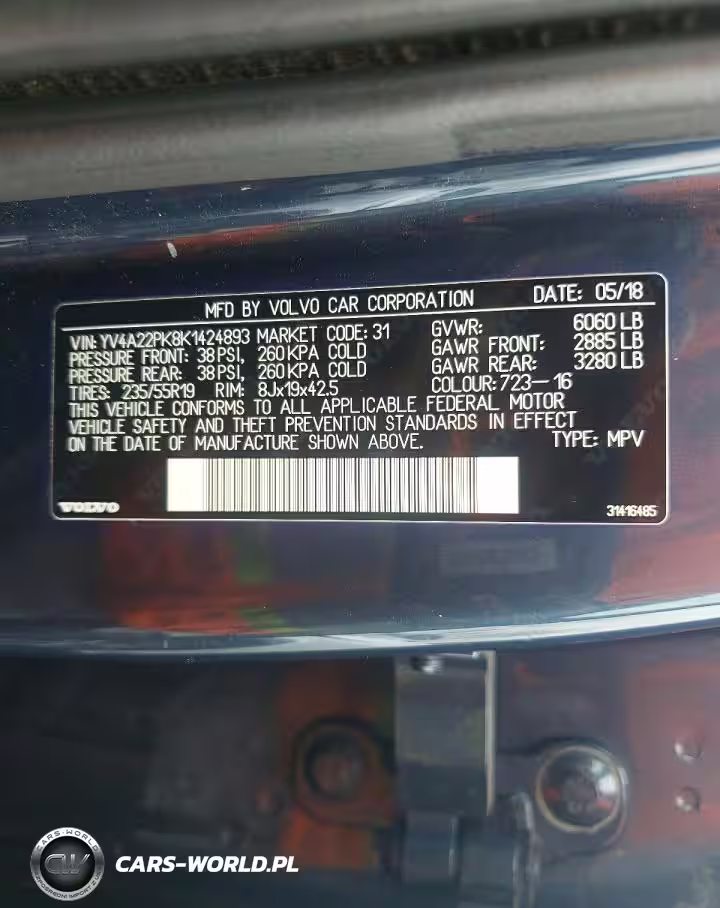 MFD BY VOLVO CAR CORPORATION DATE: 05/18
VIN: YV4A22PK8K1424893 MARKET CODE: 31 GVWR: 6060 LB
PRESSURE FRONT: 38 PSI, 260 KPA COLD GAWR FRONT: 2885 LB
PRESSURE REAR: 38 PSI, 260 KPA COLD GAWR REAR: 3280 LB
TIRES: 235/55R19 RIM: 8Jx19x42.5 COLOUR: 723-16
THIS VEHICLE CONFORMS TO ALL APPLICABLE FEDERAL MOTOR
VEHICLE SAFETY AND THEFT PREVENTION STANDARDS IN EFFECT
ON THE DATE OF MANUFACTURE SHOWN ABOVE. TYPE: MPV
VOLVO 31416485
CARS-WORLD
CW
CARS-WORLD.PL